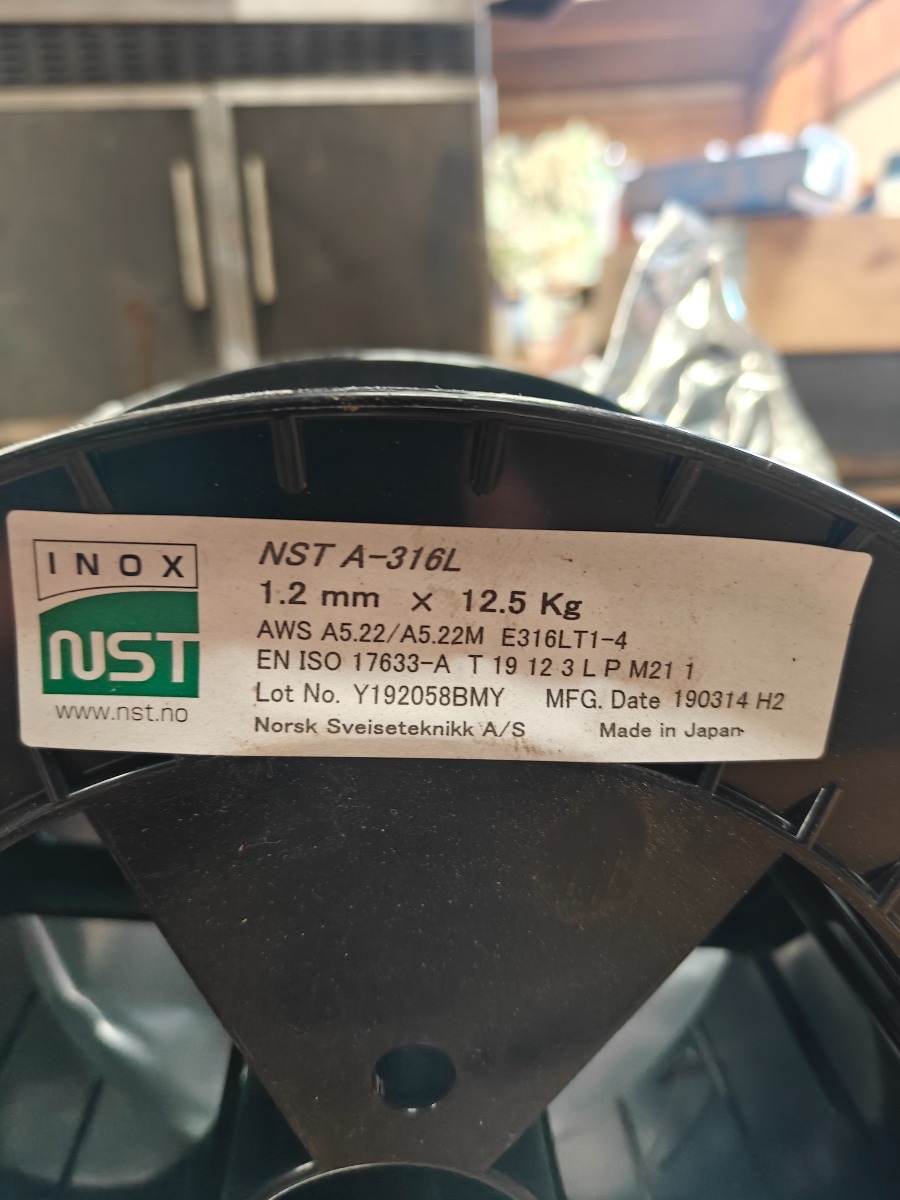 INOX
NST
www.nst.no
NST A-316L
1.2 mm × 12.5 Kg
AWS A5.22/A5.22M E316LT1-4
EN ISO 17633-A T 19 12 3 L P M21 1
Lot No. Y192058BMY MFG. Date 190314 H2
Norsk Sveiseteknikk A/S Made in Japan